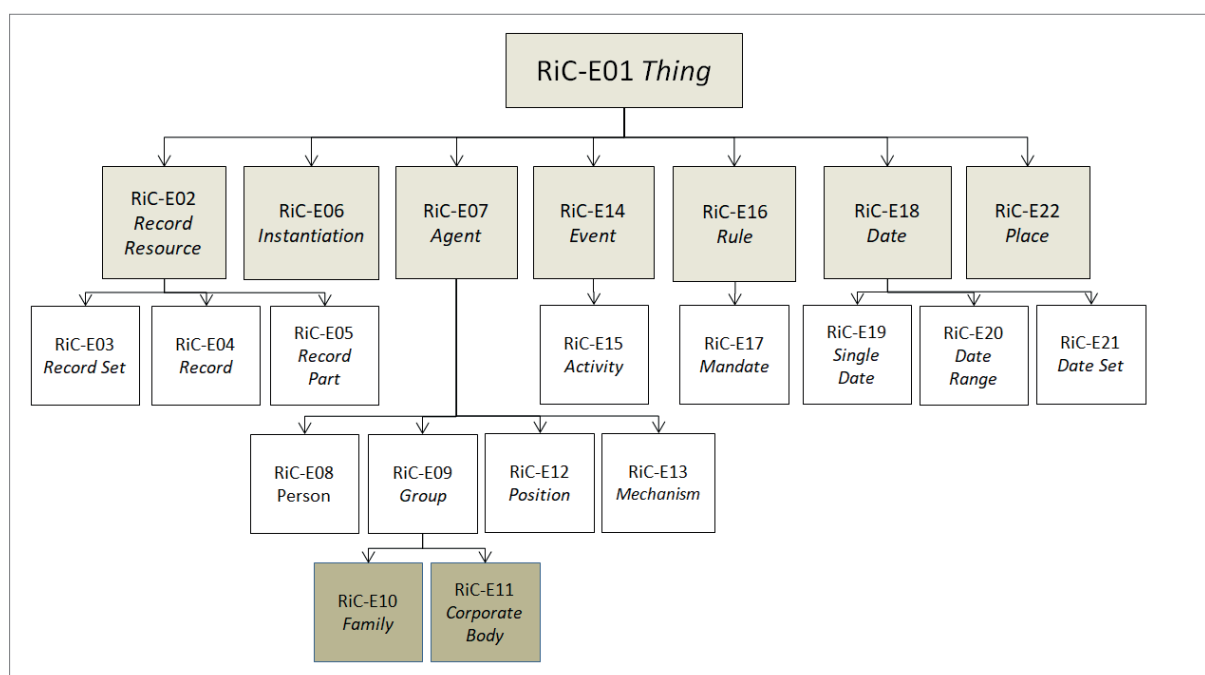 RiC-E01 Thing
RiC-E02
Record
Resource
RiC-E06
Instantiation
RiC-E07
Agent
RiC-E14
Event
RiC-E16
Rule
RiC-E18
Date
RiC-E22
Place
RiC-E03
Record Set
RiC-E04
Record
RiC-E05
Record
Part
RiC-E15
Activity
RiC-E17
Mandate
RiC-E19
Single
Date
RiC-E20
Date
Range
RiC-E21
Date Set
RiC-E08
Person
RiC-E09
Group
RiC-E12
Position
RiC-E13
Mechanism
RiC-E10
Family
RiC-E11
Corporate
Body